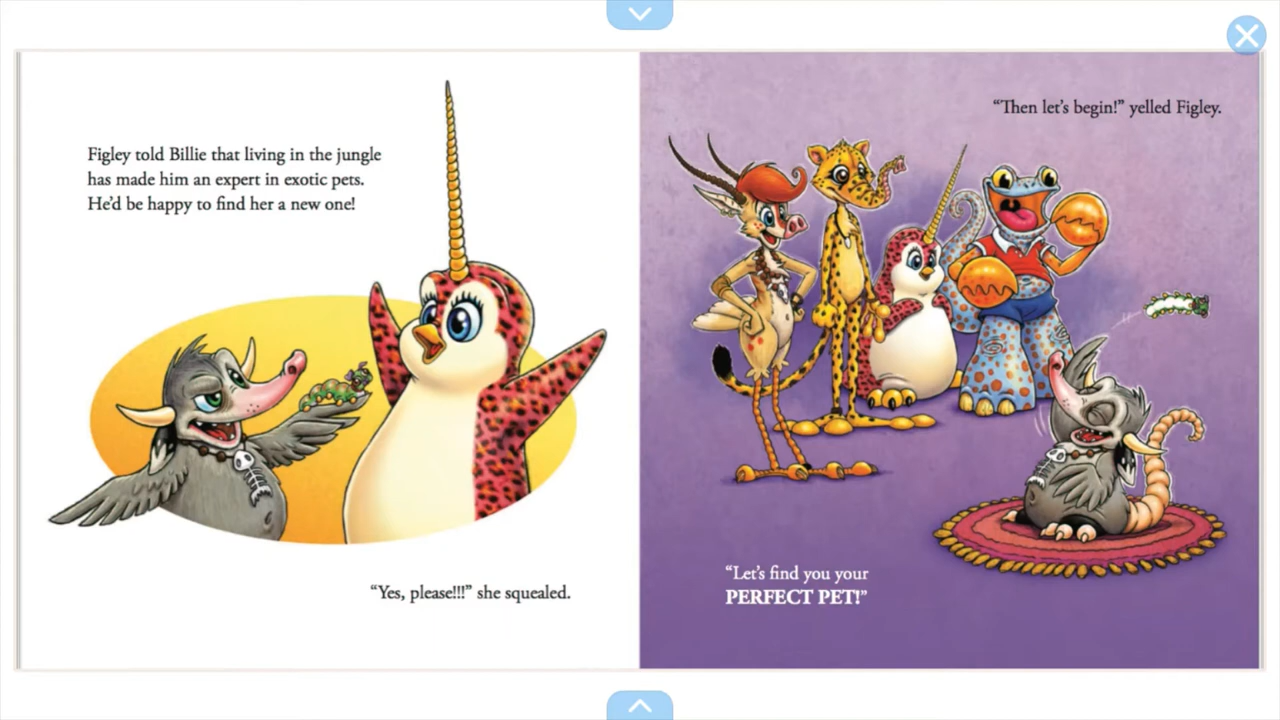 Figley told Billie that living in the jungle
has made him an expert in exotic pets.
He’d be happy to find her a new one!
“Yes, please!!!” she squealed.
“Then let’s begin!” yelled Figley.
“Let’s find you your
PERFECT PET!”